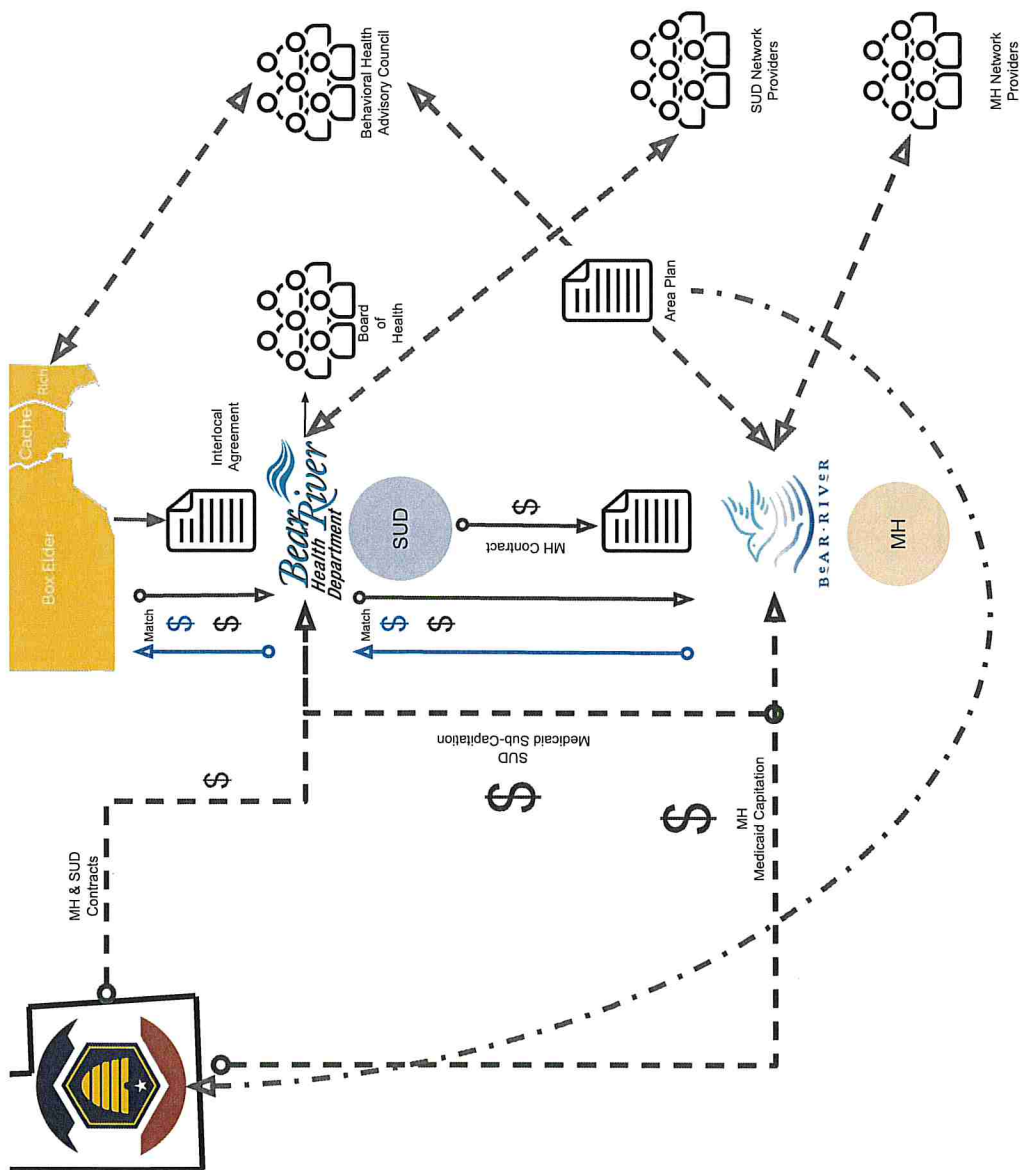 Box Elder
Cache
Rich
Behavioral Health
Advisory Council
SUD Network
Providers
MH Network
Providers
Board
of
Health
Interlocal
Agreement
Area Plan
Match
$
$
Bear River
Health
Department
SUD
$
MH Contract
Match
$
$
BeAR•RIVeR
MH
MH & SUD
Contracts
$
SUD
Medicaid Sub-Capitation
$
$
MH
Medicaid Capitation